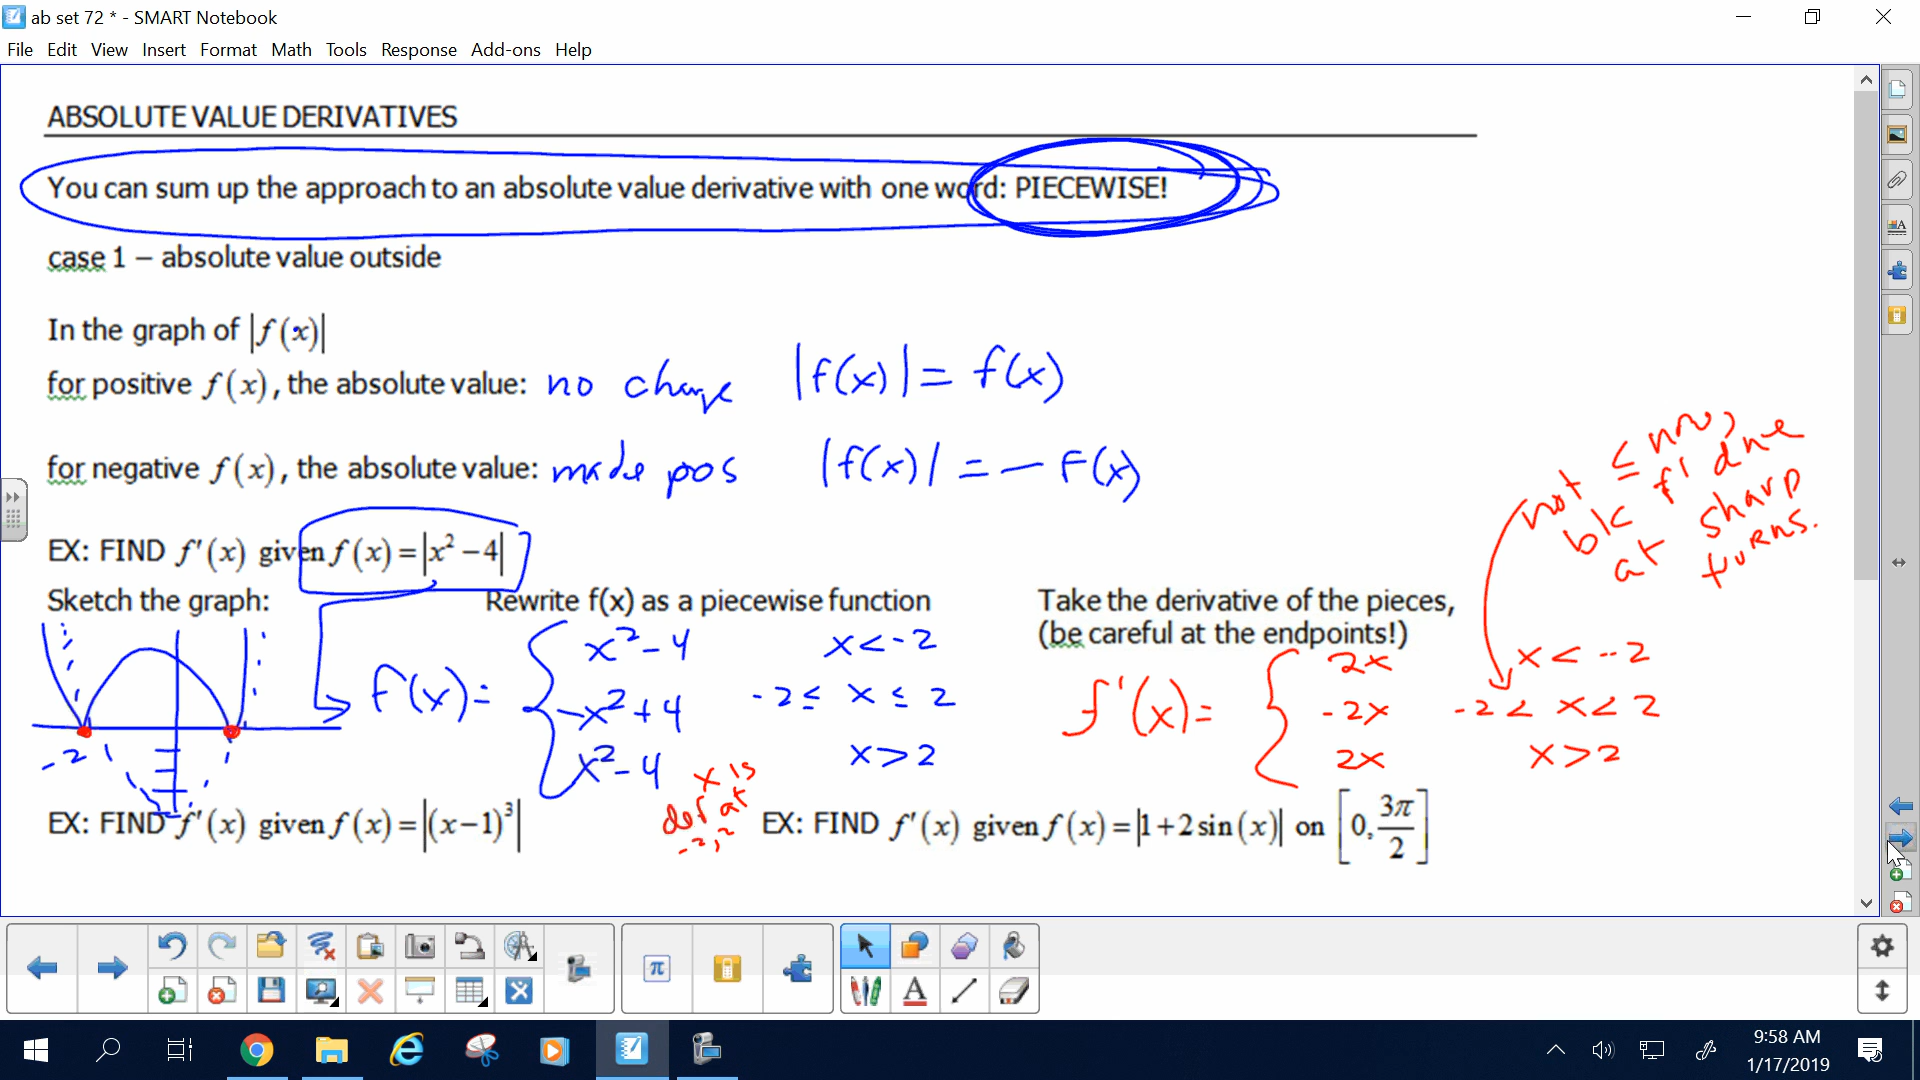 ab set 72 * - SMART Notebook
File Edit View Insert Format Math Tools Response Add-ons Help
ABSOLUTE VALUE DERIVATIVES
You can sum up the approach to an absolute value derivative with one word: PIECEWISE!
case 1 – absolute value outside
In the graph of |f(x)|
for positive f(x), the absolute value: no change |f(x)| = f(x)
for negative f(x), the absolute value: made pos |f(x)| = - F(x)
not ≤ now,
b/c f' dne
at sharp
turns.
EX: FIND f'(x) given f(x) = |x² − 4|
Sketch the graph:
-2
Rewrite f(x) as a piecewise function
f(x) =
x² - 4 x < -2
-x² + 4 -2 ≤ x ≤ 2
x² - 4 x > 2
Take the derivative of the pieces,
(be careful at the endpoints!)
f'(x) =
2x x < -2
-2x -2 < x < 2
2x x > 2
x is
def at
-2, 2
EX: FIND f'(x) given f(x) = |(x−1)³|
EX: FIND f'(x) given f(x) = |1+2sin(x)| on [0, 3π/2]
π
A
9:58 AM
1/17/2019